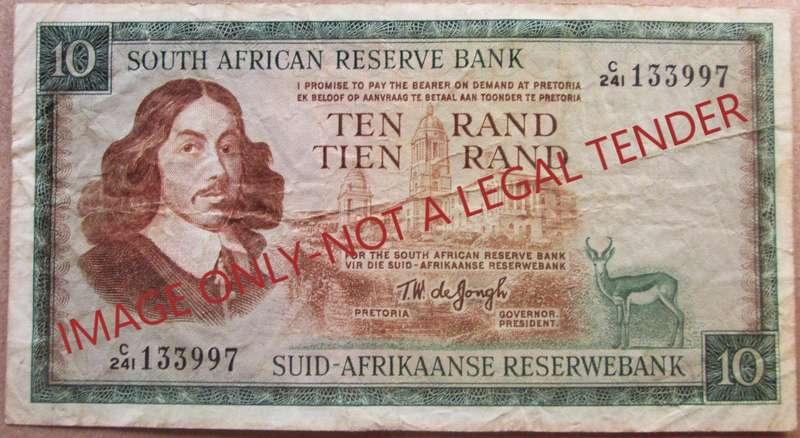 10
SOUTH AFRICAN RESERVE BANK
C/241 133997
I PROMISE TO PAY THE BEARER ON DEMAND AT PRETORIA
EK BELOOF OP AANVRAAG TE BETAAL AAN TOONDER TE PRETORIA
TEN RAND
TIEN RAND
IMAGE ONLY-NOT A LEGAL TENDER
FOR THE SOUTH AFRICAN RESERVE BANK
VIR DIE SUID-AFRIKAANSE RESERWEBANK
T.W. de Jongh
PRETORIA GOVERNOR.
PRESIDENT.
C/241 133997
SUID-AFRIKAANSE RESERWEBANK
10